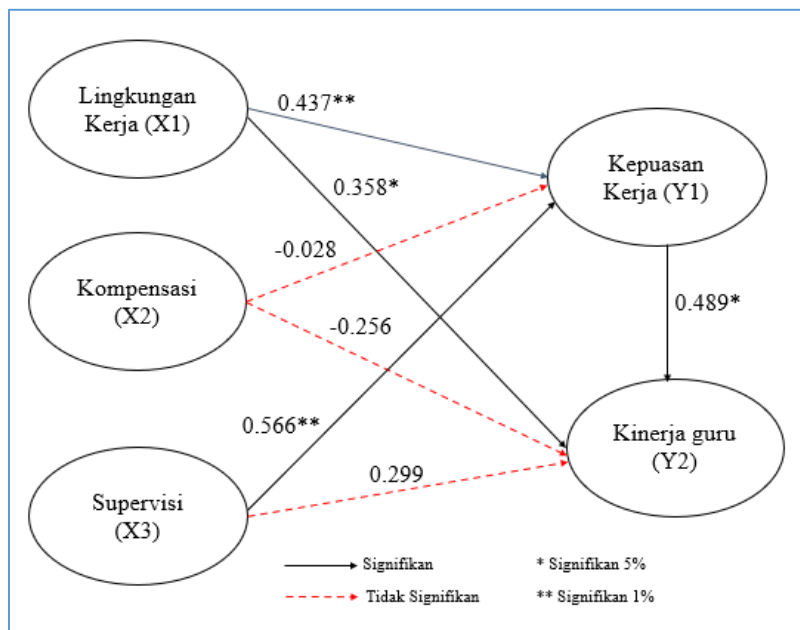 Lingkungan
Kerja (X1)
0.437**
Kepuasan
Kerja (Y1)
0.358*
-0.028
Kompensasi
(X2)
-0.256
0.489*
0.566**
Kinerja guru
(Y2)
0.299
Supervisi
(X3)
Signifikan
* Signifikan 5%
Tidak Signifikan
** Signifikan 1%